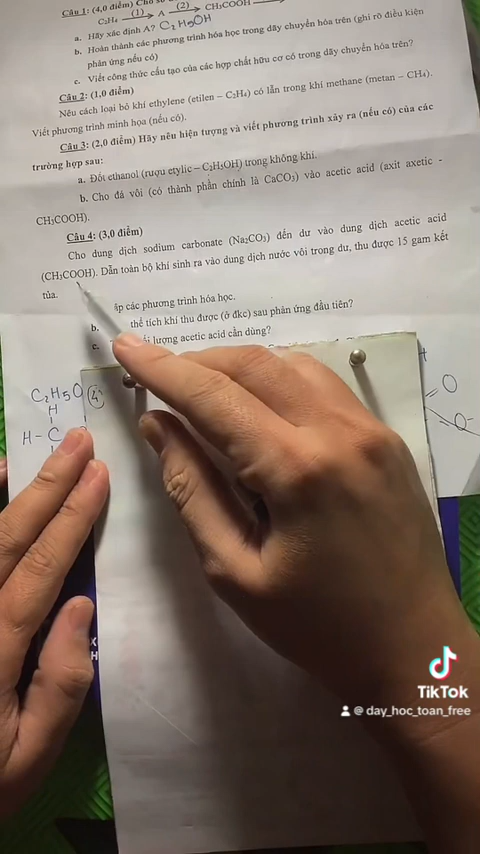 Câu 1: (4,0 điểm) Cho
C₂H₄ (1) A (2) CH₃COOH
a. Hãy xác định A? C₂H₅OH
b. Hoàn thành các phương trình hóa học trong dãy chuyển hóa trên (ghi rõ điều kiện
phản ứng nếu có)
c. Viết công thức cấu tạo của các hợp chất hữu cơ có trong dãy chuyển hóa trên?
Câu 2: (1,0 điểm)
Nêu cách loại bỏ khí ethylene (etilen – C₂H₄) có lẫn trong khí methane (metan – CH₄).
Viết phương trình minh họa (nếu có).
Câu 3: (2,0 điểm) Hãy nêu hiện tượng và viết phương trình xảy ra (nếu có) của các
trường hợp sau:
a. Đốt ethanol (rượu etylic – C₂H₅OH) trong không khí.
b. Cho đá vôi (có thành phần chính là CaCO₃) vào acetic acid (axit axetic -
CH₃COOH).
Câu 4: (3,0 điểm)
Cho dung dịch sodium carbonate (Na₂CO₃) đến dư vào dung dịch acetic acid
(CH₃COOH). Dẫn toàn bộ khí sinh ra vào dung dịch nước vôi trong dư, thu được 15 gam kết
tủa.
các phương trình hóa học.
b. thể tích khí thu được (ở đkc) sau phản ứng đầu tiên?
c. lượng acetic acid cần dùng?
C₂H₅O
4
H
H - C
O
O-
TikTok
@day_hoc_toan_free